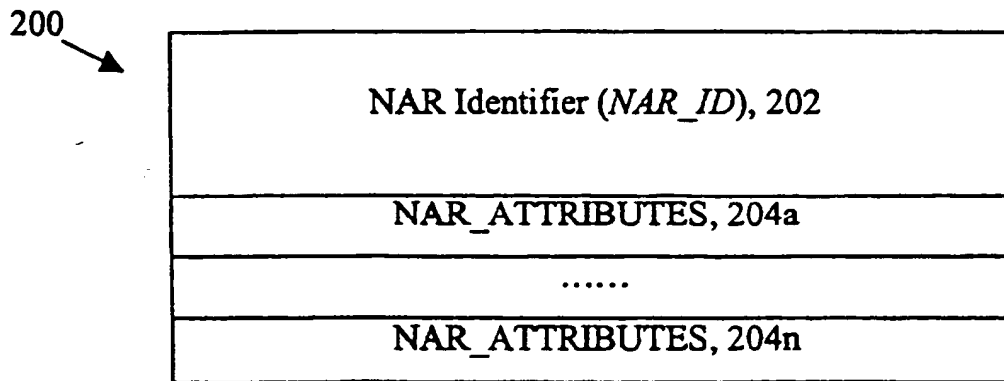 200
NAR Identifier (NAR_ID), 202
NAR_ATTRIBUTES, 204a
......
NAR_ATTRIBUTES, 204n